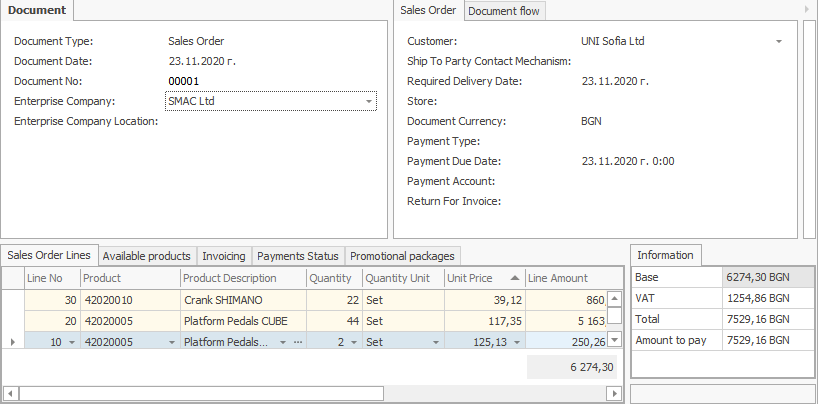 Document
Document Type: Sales Order
Document Date: 23.11.2020 г.
Document No: 00001
Enterprise Company: SMAC Ltd
Enterprise Company Location:
Sales Order Document flow
Customer: UNI Sofia Ltd
Ship To Party Contact Mechanism:
Required Delivery Date: 23.11.2020 г.
Store:
Document Currency: BGN
Payment Type:
Payment Due Date: 23.11.2020 г. 0:00
Payment Account:
Return For Invoice:
Sales Order Lines Available products Invoicing Payments Status Promotional packages
Line No Product Product Description Quantity Quantity Unit Unit Price Line Amount
30 42020010 Crank SHIMANO 22 Set 39,12 860,
20 42020005 Platform Pedals CUBE 44 Set 117,35 5 163,
10 42020005 Platform Pedals... ... 2 Set 125,13 250,26
6 274,30
Information
Base 6274,30 BGN
VAT 1254,86 BGN
Total 7529,16 BGN
Amount to pay 7529,16 BGN